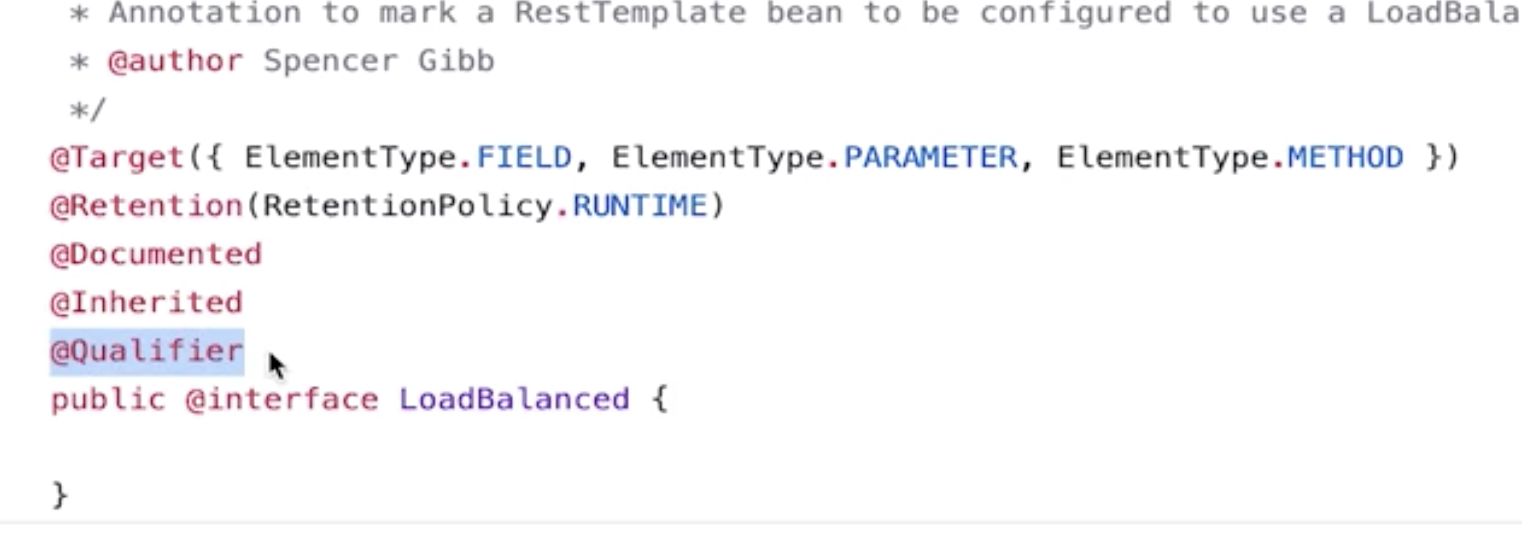 * Annotation to mark a RestTemplate bean to be configured to use a LoadBala
* @author Spencer Gibb
*/
@Target({ ElementType.FIELD, ElementType.PARAMETER, ElementType.METHOD })
@Retention(RetentionPolicy.RUNTIME)
@Documented
@Inherited
@Qualifier
public @interface LoadBalanced {
}